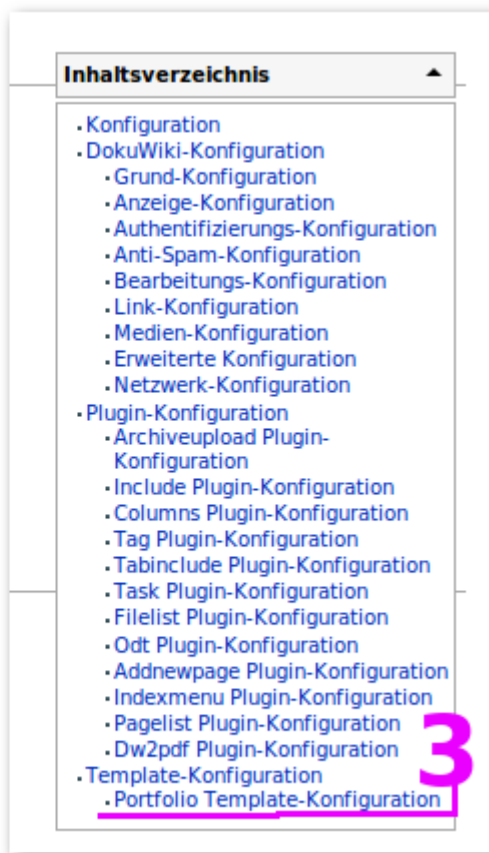 Inhaltsverzeichnis
Konfiguration
DokuWiki-Konfiguration
Grund-Konfiguration
Anzeige-Konfiguration
Authentifizierungs-Konfiguration
Anti-Spam-Konfiguration
Bearbeitungs-Konfiguration
Link-Konfiguration
Medien-Konfiguration
Erweiterte Konfiguration
Netzwerk-Konfiguration
Plugin-Konfiguration
Archiveupload Plugin-
Konfiguration
Include Plugin-Konfiguration
Columns Plugin-Konfiguration
Tag Plugin-Konfiguration
Tabinclude Plugin-Konfiguration
Task Plugin-Konfiguration
Filelist Plugin-Konfiguration
Odt Plugin-Konfiguration
Addnewpage Plugin-Konfiguration
Indexmenu Plugin-Konfiguration
Pagelist Plugin-Konfiguration
Dw2pdf Plugin-Konfiguration
3
Template-Konfiguration
Portfolio Template-Konfiguration